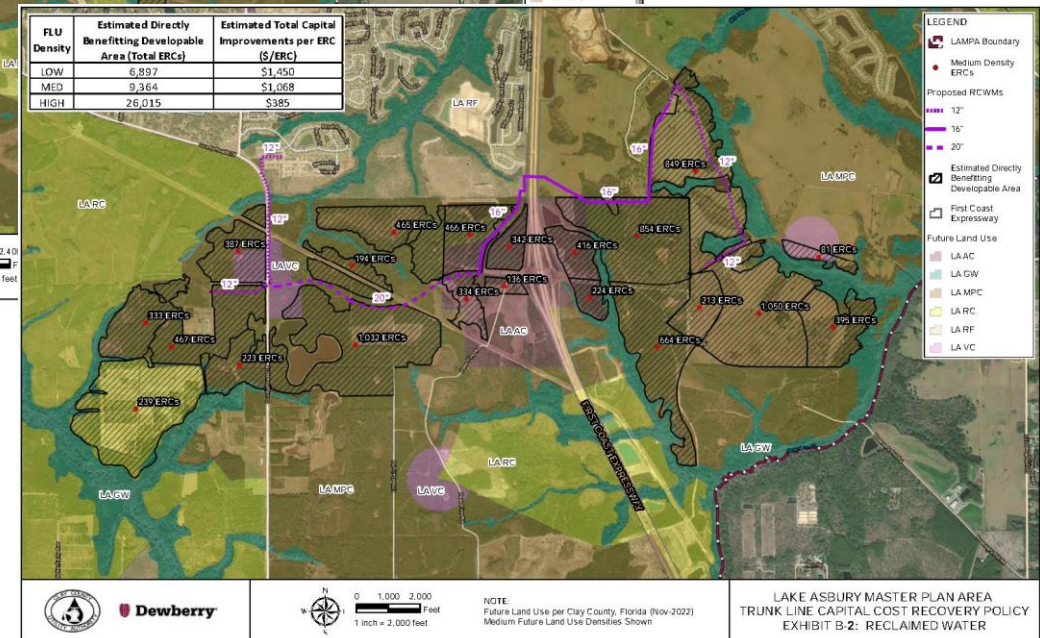 FLU Density
Estimated Directly Benefitting Developable Area (Total ERCs)
Estimated Total Capital Improvements per ERC ($/ERC)
LOW 6,897 $1,450
MED 9,364 $1,068
HIGH 26,015 $385
LEGEND
LAMPA Boundary
Medium Density
ERCs
Proposed RCWMs
12"
16"
20"
Estimated Directly
Benefitting
Developable Area
First Coast
Expressway
Future Land Use
LA AC
LA GW
LA MPC
LA RC
LA RF
LA VC
LA RF
12"
16"
849 ERCs
12"
LA MPC
LA RC
16"
12"
465 ERCs
466 ERCs
16"
342 ERCs
416 ERCs
854 ERCs
387 ERCs
194 ERCs
LA VC
81 ERCs
12"
12"
20"
334 ERCs
136 ERCs
224 ERCs
213 ERCs
1,050 ERCs
395 ERCs
333 ERCs
467 ERCs
223 ERCs
1,032 ERCs
LA AC
664 ERCs
239 ERCs
FIRST COAST EXPRESSWAY
LA GW
LA MPC
LA VC
LA RC
LA GW
Dewberry
N
0 1,000 2,000
Feet
1 inch = 2,000 feet
NOTE:
Future Land Use per Clay County, Florida (Nov-2022)
Medium Future Land Use Densities Shown
LAKE ASBURY MASTER PLAN AREA
TRUNK LINE CAPITAL COST RECOVERY POLICY
EXHIBIT B-2: RECLAIMED WATER